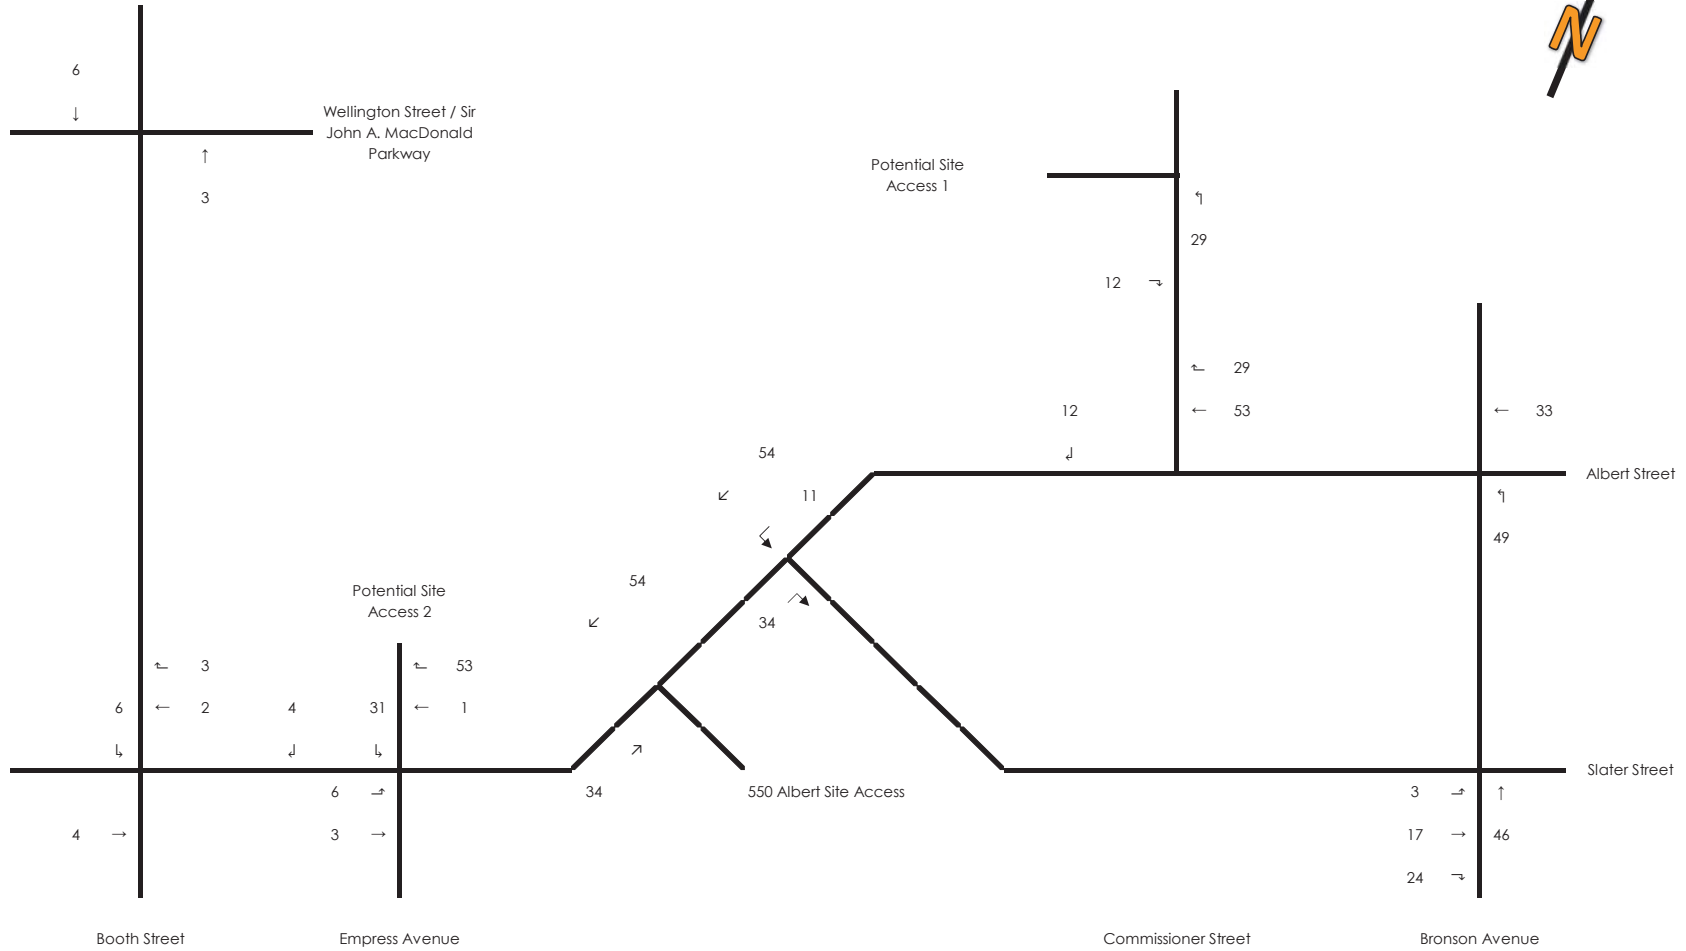 N
6
↓
Wellington Street / Sir
John A. MacDonald
Parkway
↑
3
Potential Site
Access 1
↰
29
12
29
12
← 53
← 33
54
Albert Street
11
49
54
Potential Site
Access 2
34
3
53
6
← 2
4
31
← 1
6
34
550 Albert Site Access
Slater Street
3
↑
4 →
3 →
17 →
46
24
Booth Street
Empress Avenue
Commissioner Street
Bronson Avenue